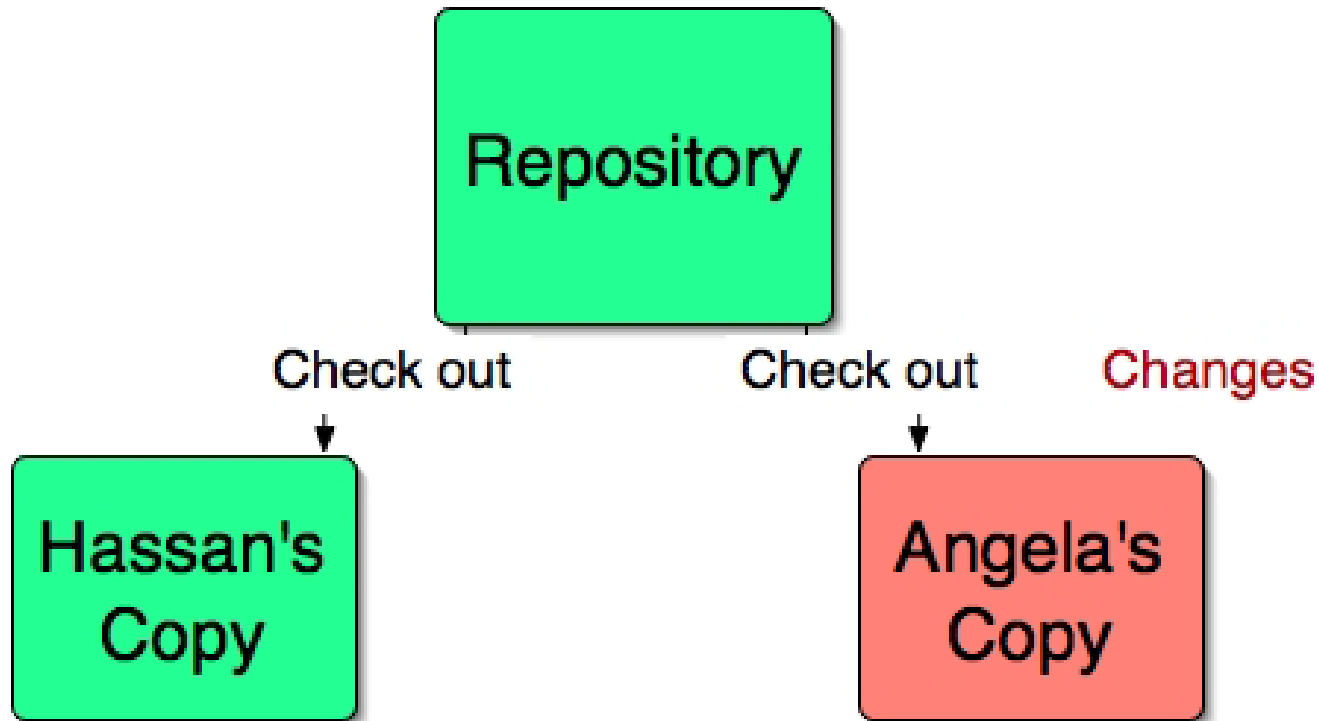 Repository
Check out
Check out
Changes
Hassan's
Copy
Angela's
Copy